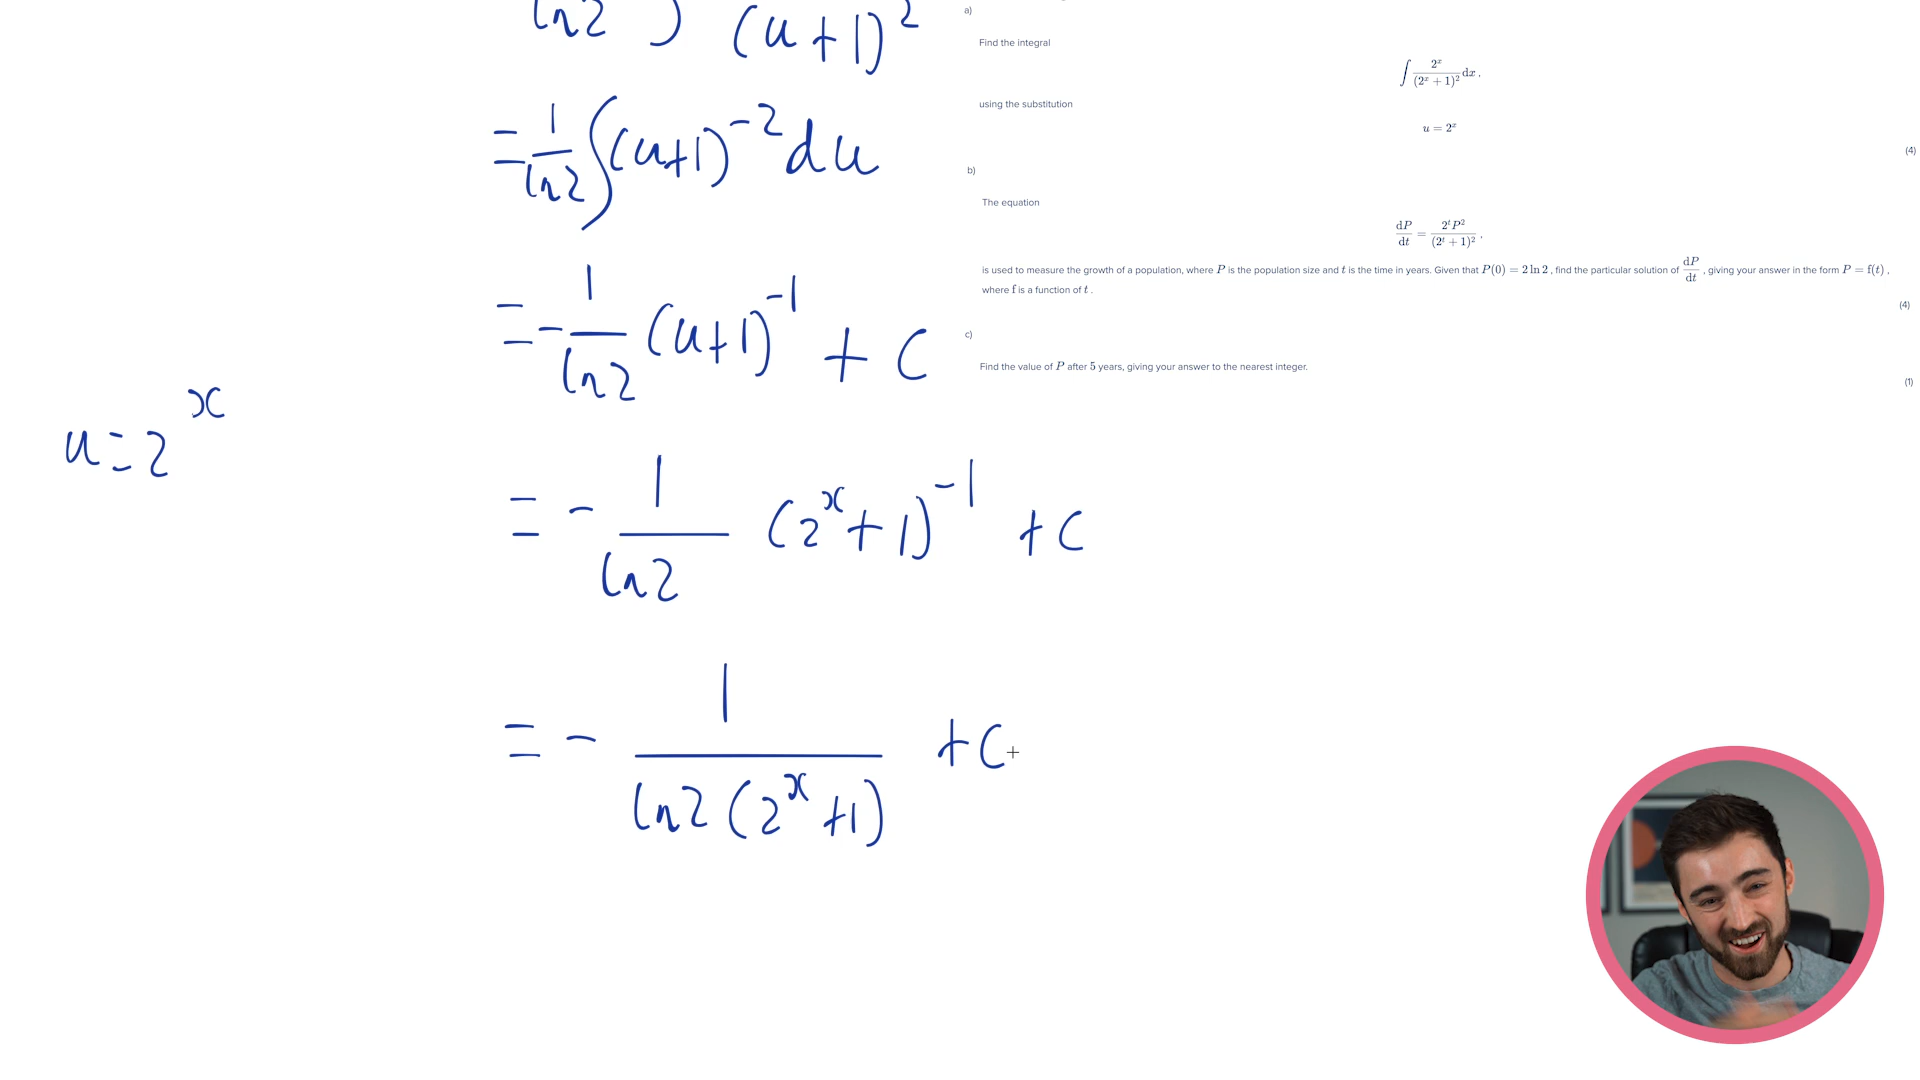 ln2 ) (u+1)²
= 1/ln2 ∫(u+1)⁻² du
= -1/ln2 (u+1)⁻¹ + C
u=2ˣ
= - 1/ln2 (2ˣ+1)⁻¹ + C
= - 1/(ln2(2ˣ+1)) + C
a)
Find the integral
∫ 2ˣ/(2ˣ + 1)² dx .
using the substitution
u = 2ˣ
(4)
b)
The equation
dP/dt = 2ᵗP²/(2ᵗ + 1)² ,
is used to measure the growth of a population, where P is the population size and t is the time in years. Given that P(0) = 2 ln 2 , find the particular solution of dP/dt , giving your answer in the form P = f(t) ,
where f is a function of t .
(4)
c)
Find the value of P after 5 years, giving your answer to the nearest integer.
(1)